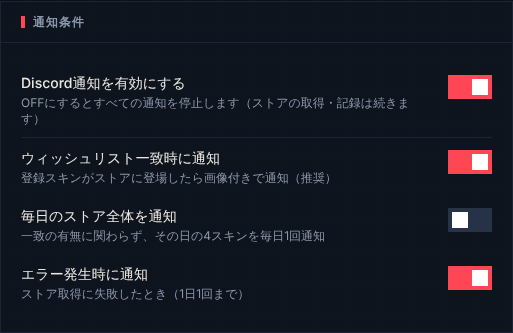 通知条件
Discord通知を有効にする
OFFにするとすべての通知を停止します（ストアの取得・記録は続きま
す）
ウィッシュリスト一致時に通知
登録スキンがストアに登場したら画像付きで通知（推奨）
毎日のストア全体を通知
一致の有無に関わらず、その日の4スキンを毎日1回通知
エラー発生時に通知
ストア取得に失敗したとき（1日1回まで）